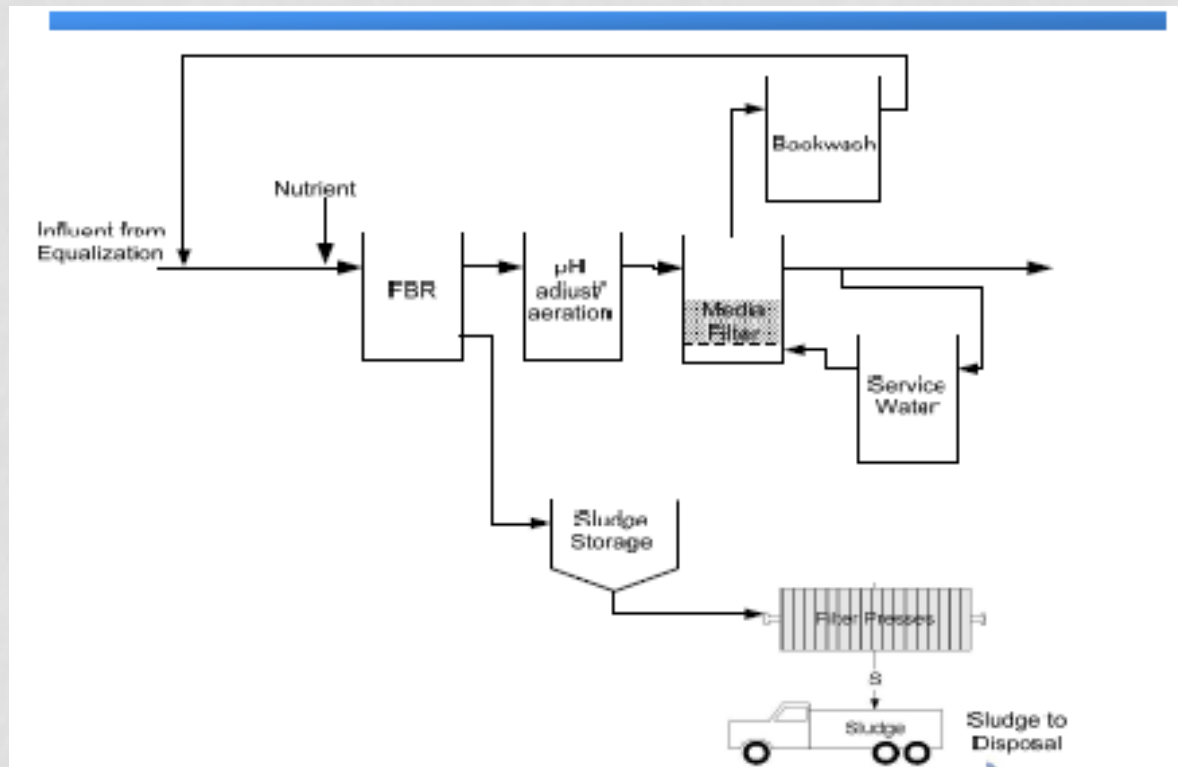 Backwash
Nutrient
Influent from
Equalization
FBR
pH
adjust/
aeration
Media
Filter
Service
Water
Sludge
Storage
Filter Presses
S
Sludge
Sludge to
Disposal